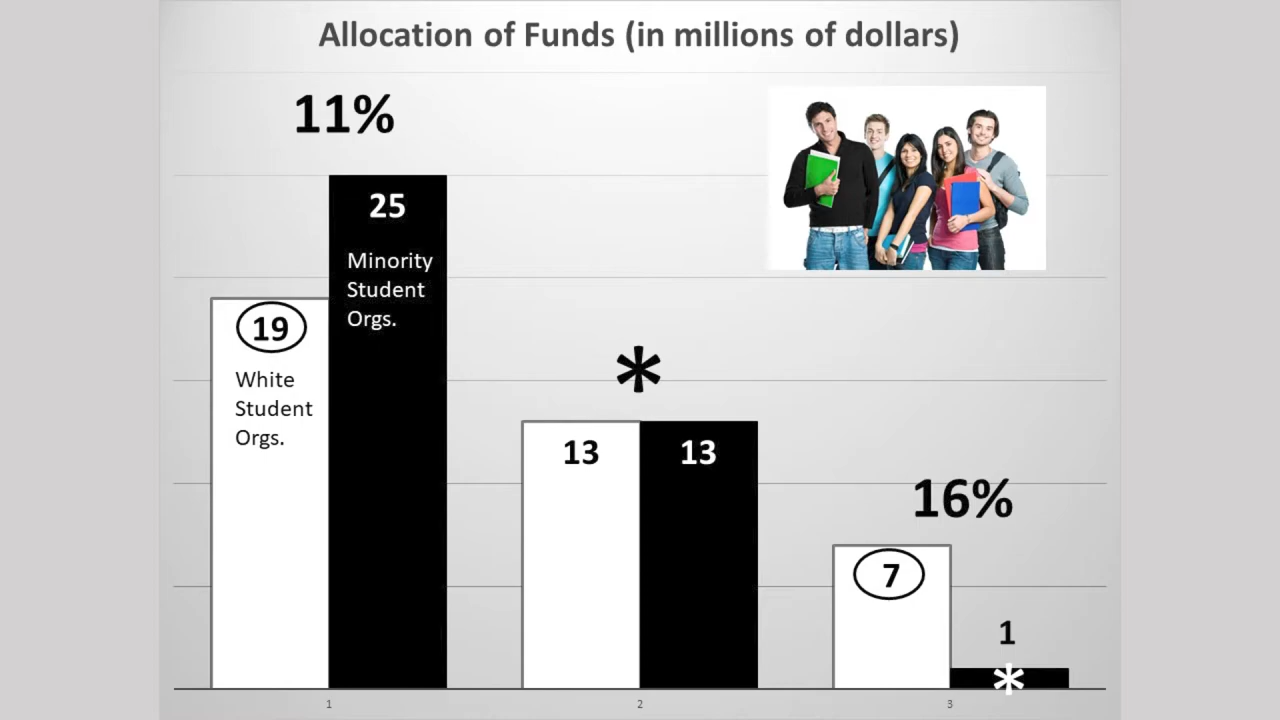 Allocation of Funds (in millions of dollars)
11%
25
Minority
Student
Orgs.
19
White
Student
Orgs.
*
13
13
16%
7
1
*
1
2
3